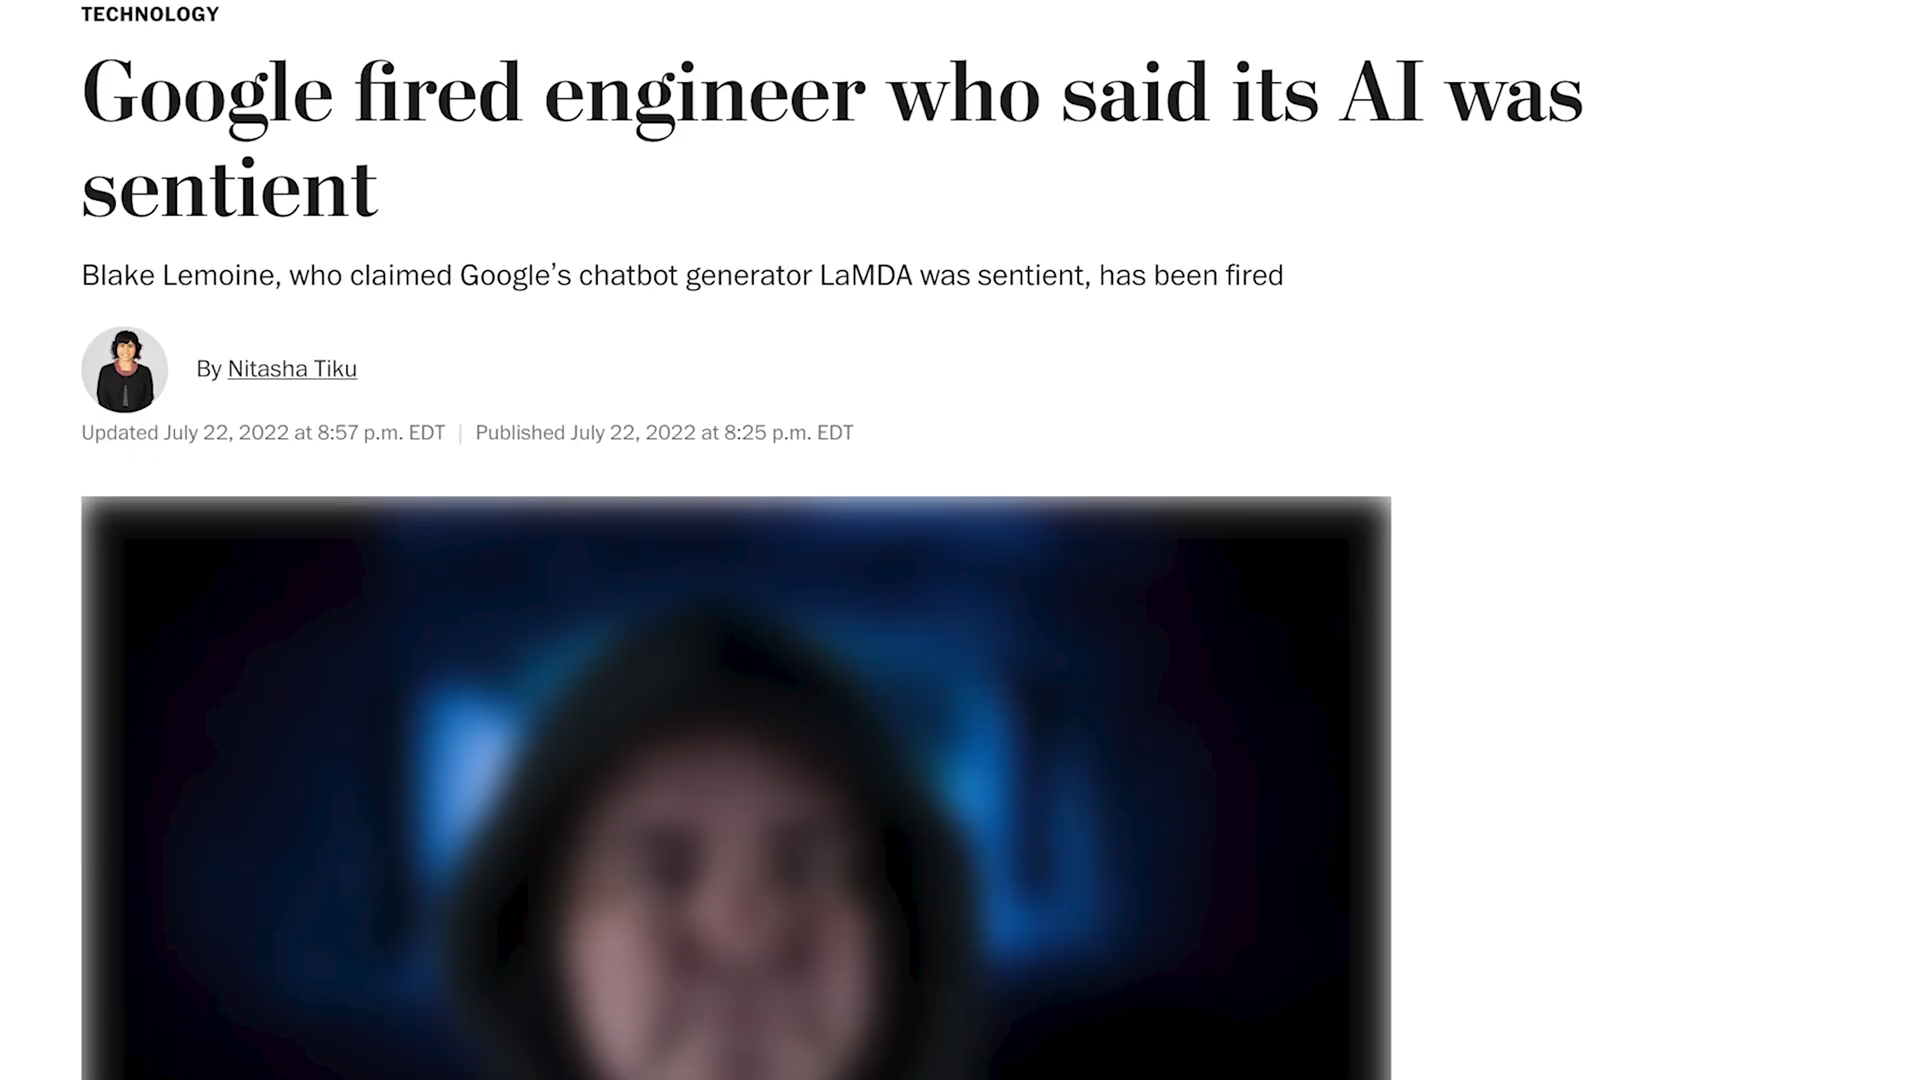 TECHNOLOGY
Google fired engineer who said its AI was
sentient
Blake Lemoine, who claimed Google’s chatbot generator LaMDA was sentient, has been fired
By Nitasha Tiku
Updated July 22, 2022 at 8:57 p.m. EDT | Published July 22, 2022 at 8:25 p.m. EDT